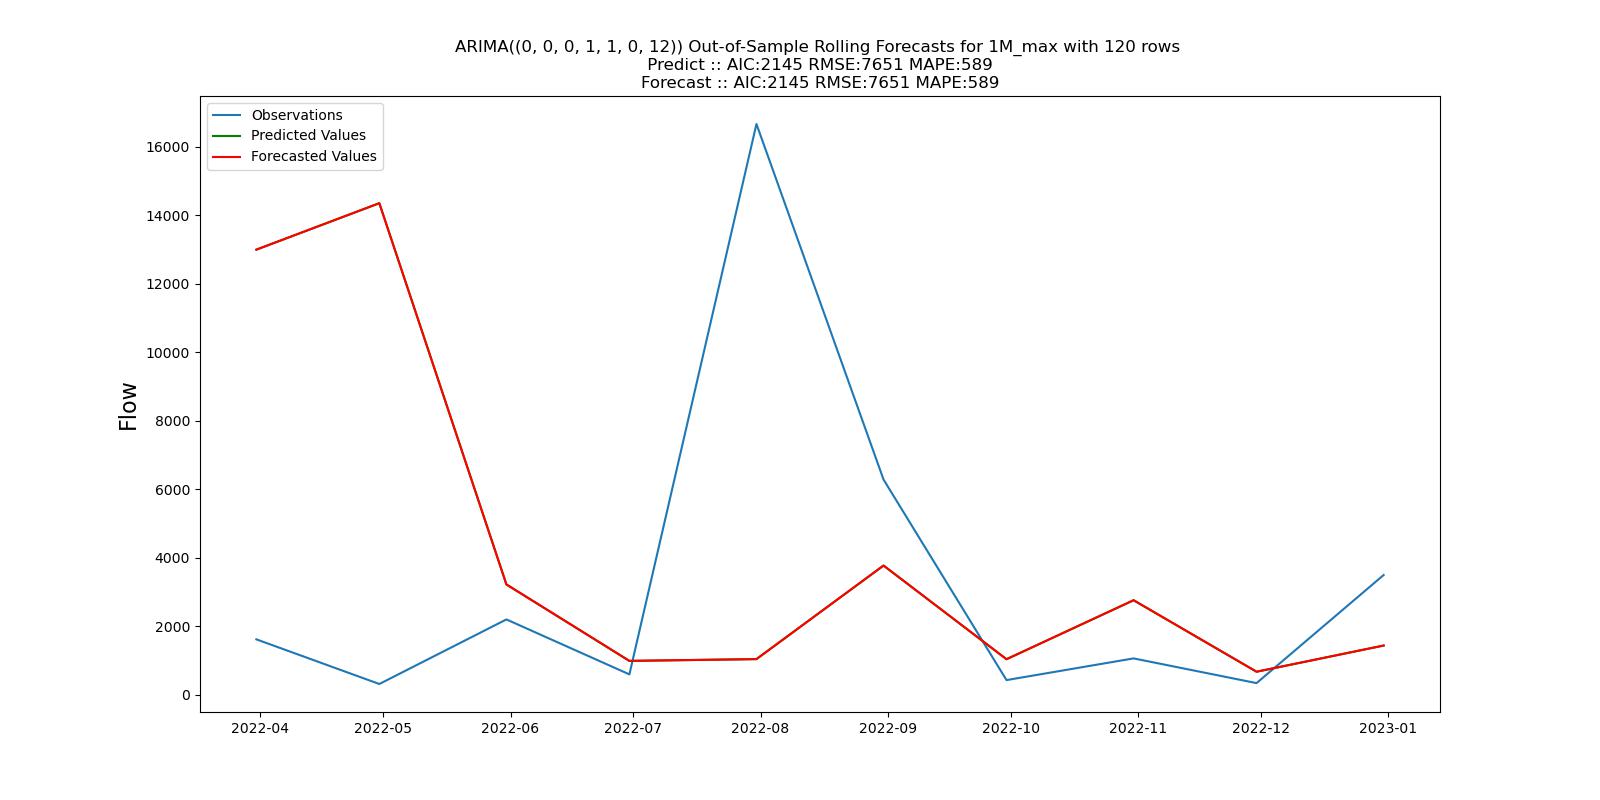 ARIMA((0, 0, 0, 1, 1, 0, 12)) Out-of-Sample Rolling Forecasts for 1M_max with 120 rows
Predict :: AIC:2145 RMSE:7651 MAPE:589
Forecast :: AIC:2145 RMSE:7651 MAPE:589
Observations
Predicted Values
Forecasted Values
16000
14000
12000
10000
8000
6000
4000
2000
0
Flow
2022-04 2022-05 2022-06 2022-07 2022-08 2022-09 2022-10 2022-11 2022-12 2023-01